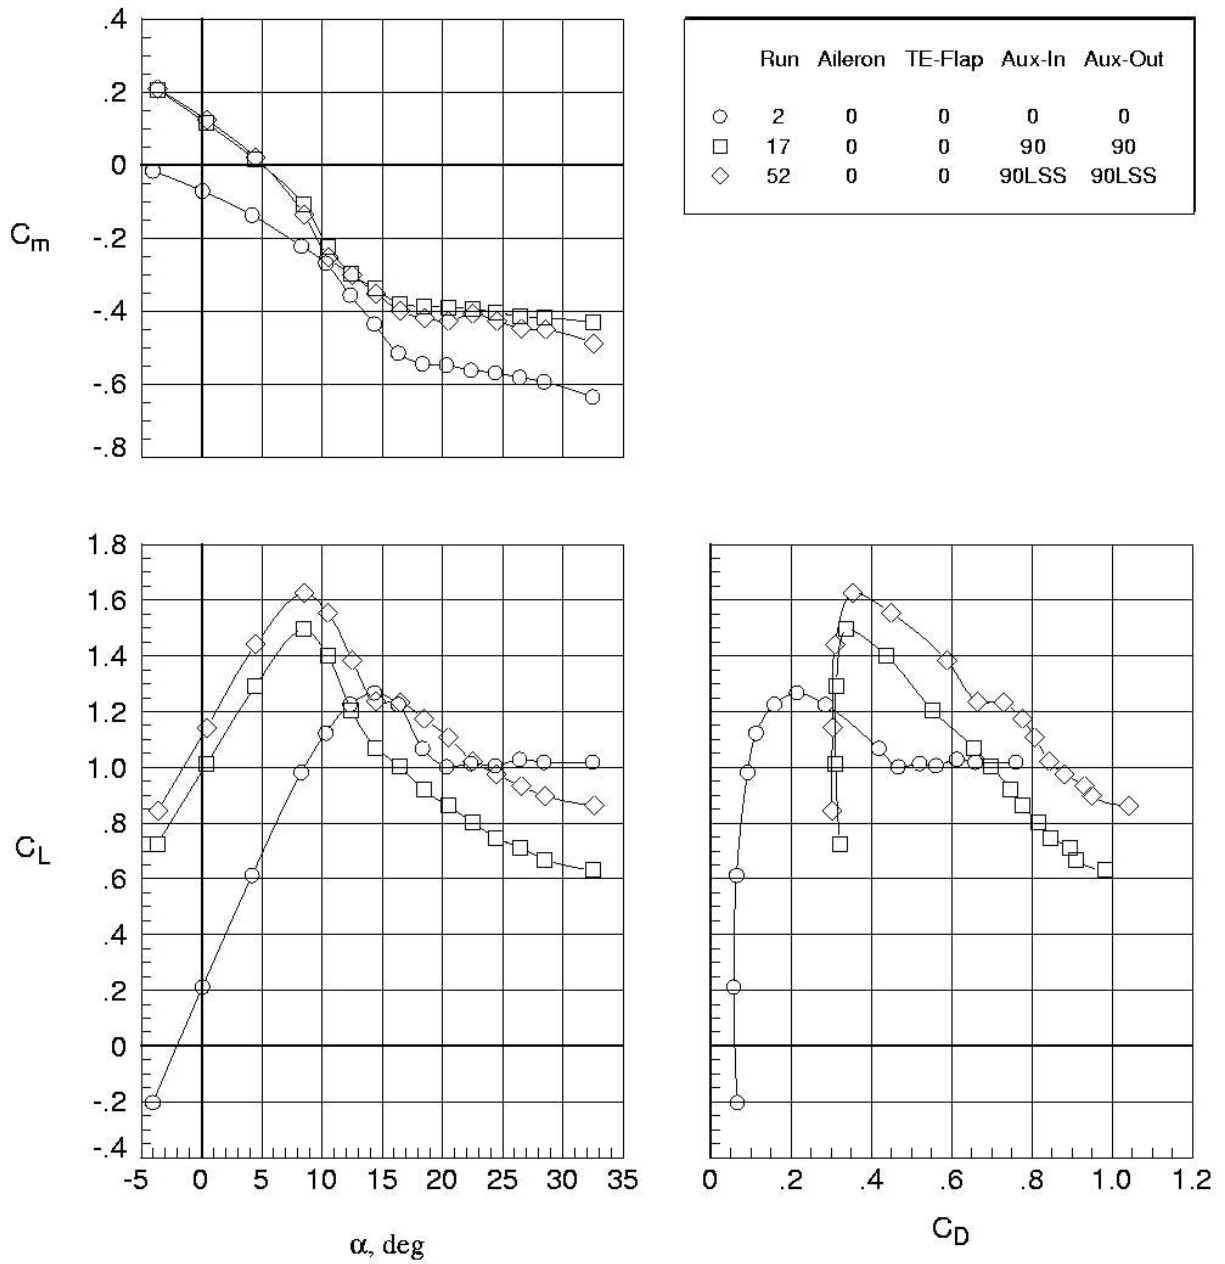 .4
.2
0
-.2
-.4
-.6
-.8
Cm
Run Aileron TE-Flap Aux-In Aux-Out
2 0 0 0 0
17 0 0 90 90
52 0 0 90LSS 90LSS
1.8
1.6
1.4
1.2
1.0
.8
.6
.4
.2
0
-.2
-.4
CL
-5 0 5 10 15 20 25 30 35
α, deg
0 .2 .4 .6 .8 1.0 1.2
CD